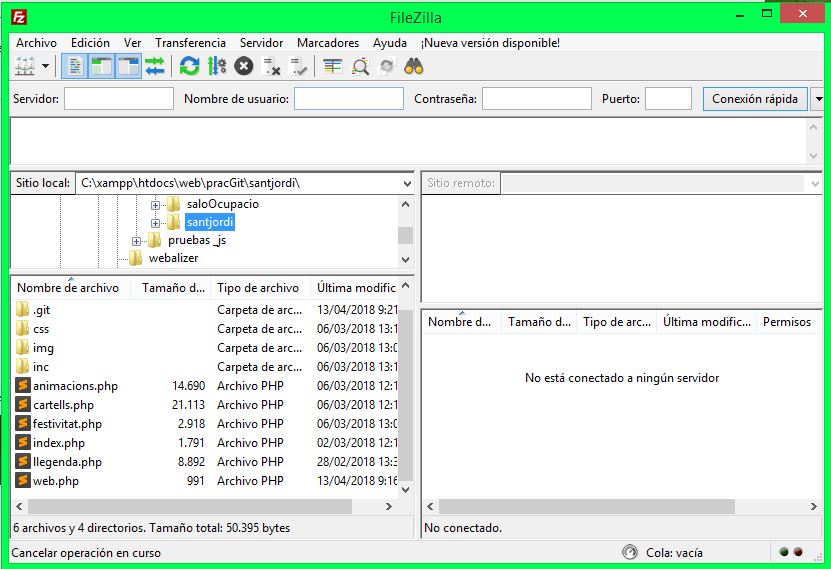 FileZilla
Archivo Edición Ver Transferencia Servidor Marcadores Ayuda ¡Nueva versión disponible!
Servidor: Nombre de usuario: Contraseña: Puerto: Conexión rápida
Sitio local: C:\xampp\htdocs\web\pracGit\santjordi\
Sitio remoto:
saloOcupacio
santjordi
pruebas _js
webalizer
Nombre de archivo Tamaño d... Tipo de archivo Última modific
.git Carpeta de arc... 13/04/2018 9:21
css Carpeta de arc... 06/03/2018 13:1
img Carpeta de arc... 06/03/2018 13:0
inc Carpeta de arc... 06/03/2018 13:1
animacions.php 14.690 Archivo PHP 06/03/2018 12:1
cartells.php 21.113 Archivo PHP 06/03/2018 12:1
festivitat.php 2.918 Archivo PHP 06/03/2018 13:0
index.php 1.791 Archivo PHP 02/03/2018 12:1
llegenda.php 8.892 Archivo PHP 28/02/2018 13:3
web.php 991 Archivo PHP 13/04/2018 9:16
6 archivos y 4 directorios. Tamaño total: 50.395 bytes
Nombre d... Tamaño d... Tipo de arc... Última modific... Permisos
No está conectado a ningún servidor
No conectado.
Cancelar operación en curso
Cola: vacía